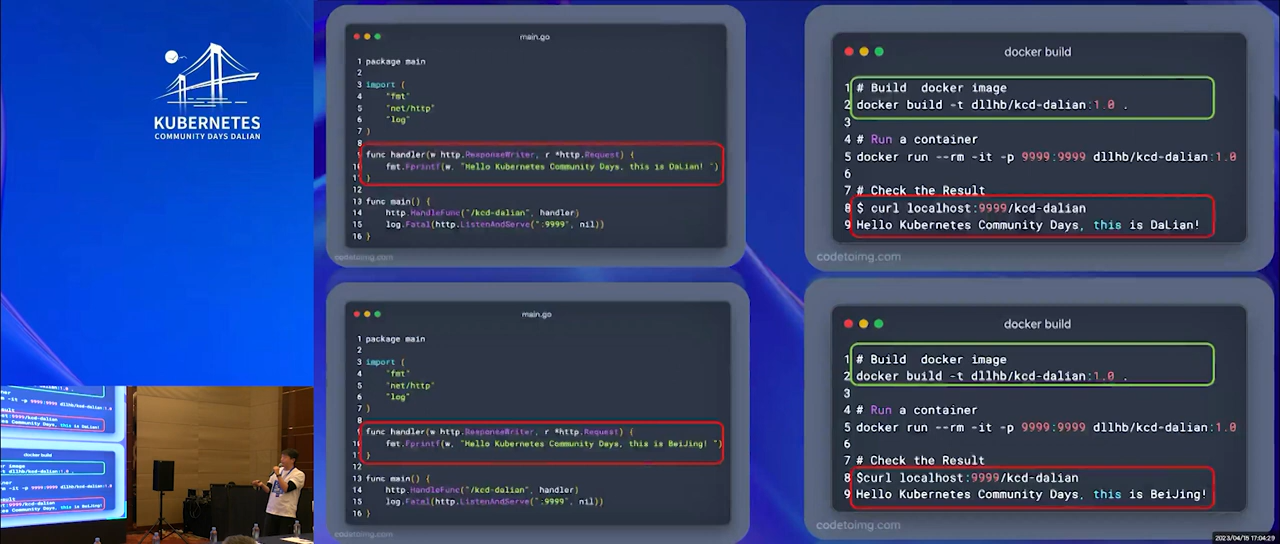 KUBERNETES
COMMUNITY DAYS DALIAN
main.go
1 package main
2
3 import (
4 "fmt"
5 "net/http"
6 "log"
7 )
8
9 func handler(w http.ResponseWriter, r *http.Request) {
10 fmt.Fprintf(w, "Hello Kubernetes Community Days, this is DaLian! ")
11 }
12
13 func main() {
14 http.HandleFunc("/kcd-dalian", handler)
15 log.Fatal(http.ListenAndServe(":9999", nil))
16 }
codetoimg.com
docker build
1 # Build docker image
2 docker build -t dllhb/kcd-dalian:1.0 .
3
4 # Run a container
5 docker run --rm -it -p 9999:9999 dllhb/kcd-dalian:1.0
6
7 # Check the Result
8 $ curl localhost:9999/kcd-dalian
9 Hello Kubernetes Community Days, this is DaLian!
codetoimg.com
main.go
1 package main
2
3 import (
4 "fmt"
5 "net/http"
6 "log"
7 )
8
9 func handler(w http.ResponseWriter, r *http.Request) {
10 fmt.Fprintf(w, "Hello Kubernetes Community Days, this is BeiJing! ")
11 }
12
13 func main() {
14 http.HandleFunc("/kcd-dalian", handler)
15 log.Fatal(http.ListenAndServe(":9999", nil))
16 }
codetoimg.com
docker build
1 # Build docker image
2 docker build -t dllhb/kcd-dalian:1.0 .
3
4 # Run a container
5 docker run --rm -it -p 9999:9999 dllhb/kcd-dalian:1.0
6
7 # Check the Result
8 $curl localhost:9999/kcd-dalian
9 Hello Kubernetes Community Days, this is BeiJing!
codetoimg.com
2023/04/15 17:04:29